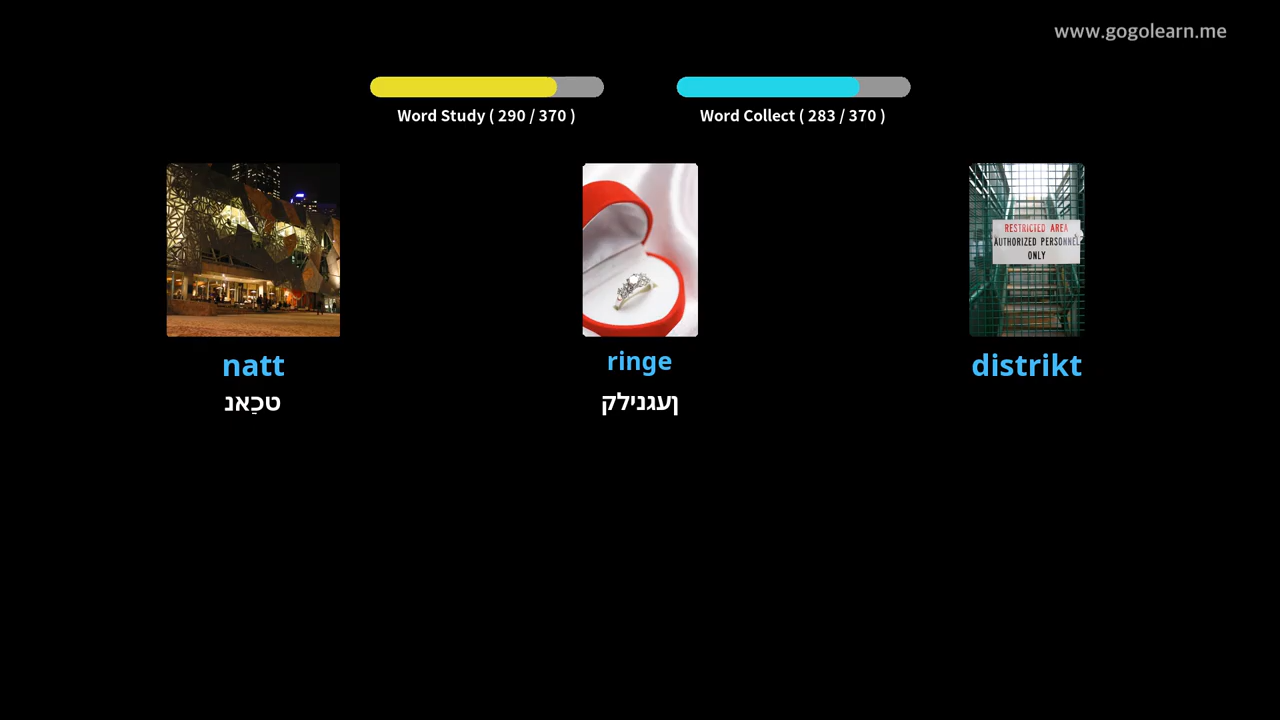 www.gogolearn.me
Word Study ( 290 / 370 )
Word Collect ( 283 / 370 )
RESTRICTED AREA
AUTHORIZED PERSONNEL
ONLY
natt
טכַאנ
ringe
ןעגנילק
distrikt